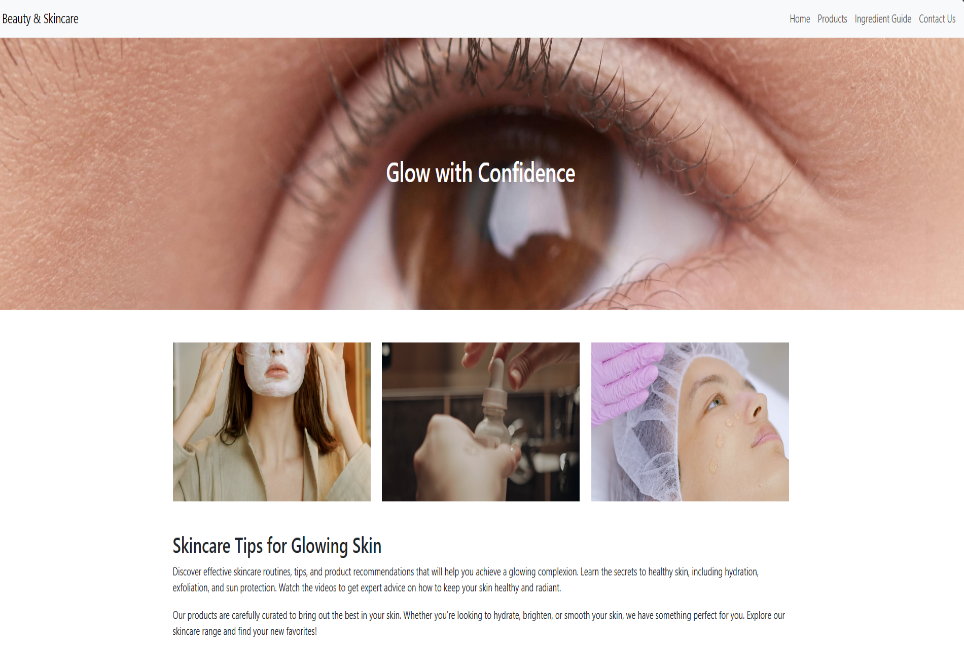 Beauty & Skincare
Home Products Ingredient Guide Contact Us
Glow with Confidence
Skincare Tips for Glowing Skin
Discover effective skincare routines, tips, and product recommendations that will help you achieve a glowing complexion. Learn the secrets to healthy skin, including hydration,
exfoliation, and sun protection. Watch the videos to get expert advice on how to keep your skin healthy and radiant.
Our products are carefully curated to bring out the best in your skin. Whether you're looking to hydrate, brighten, or smooth your skin, we have something perfect for you. Explore our
skincare range and find your new favorites!